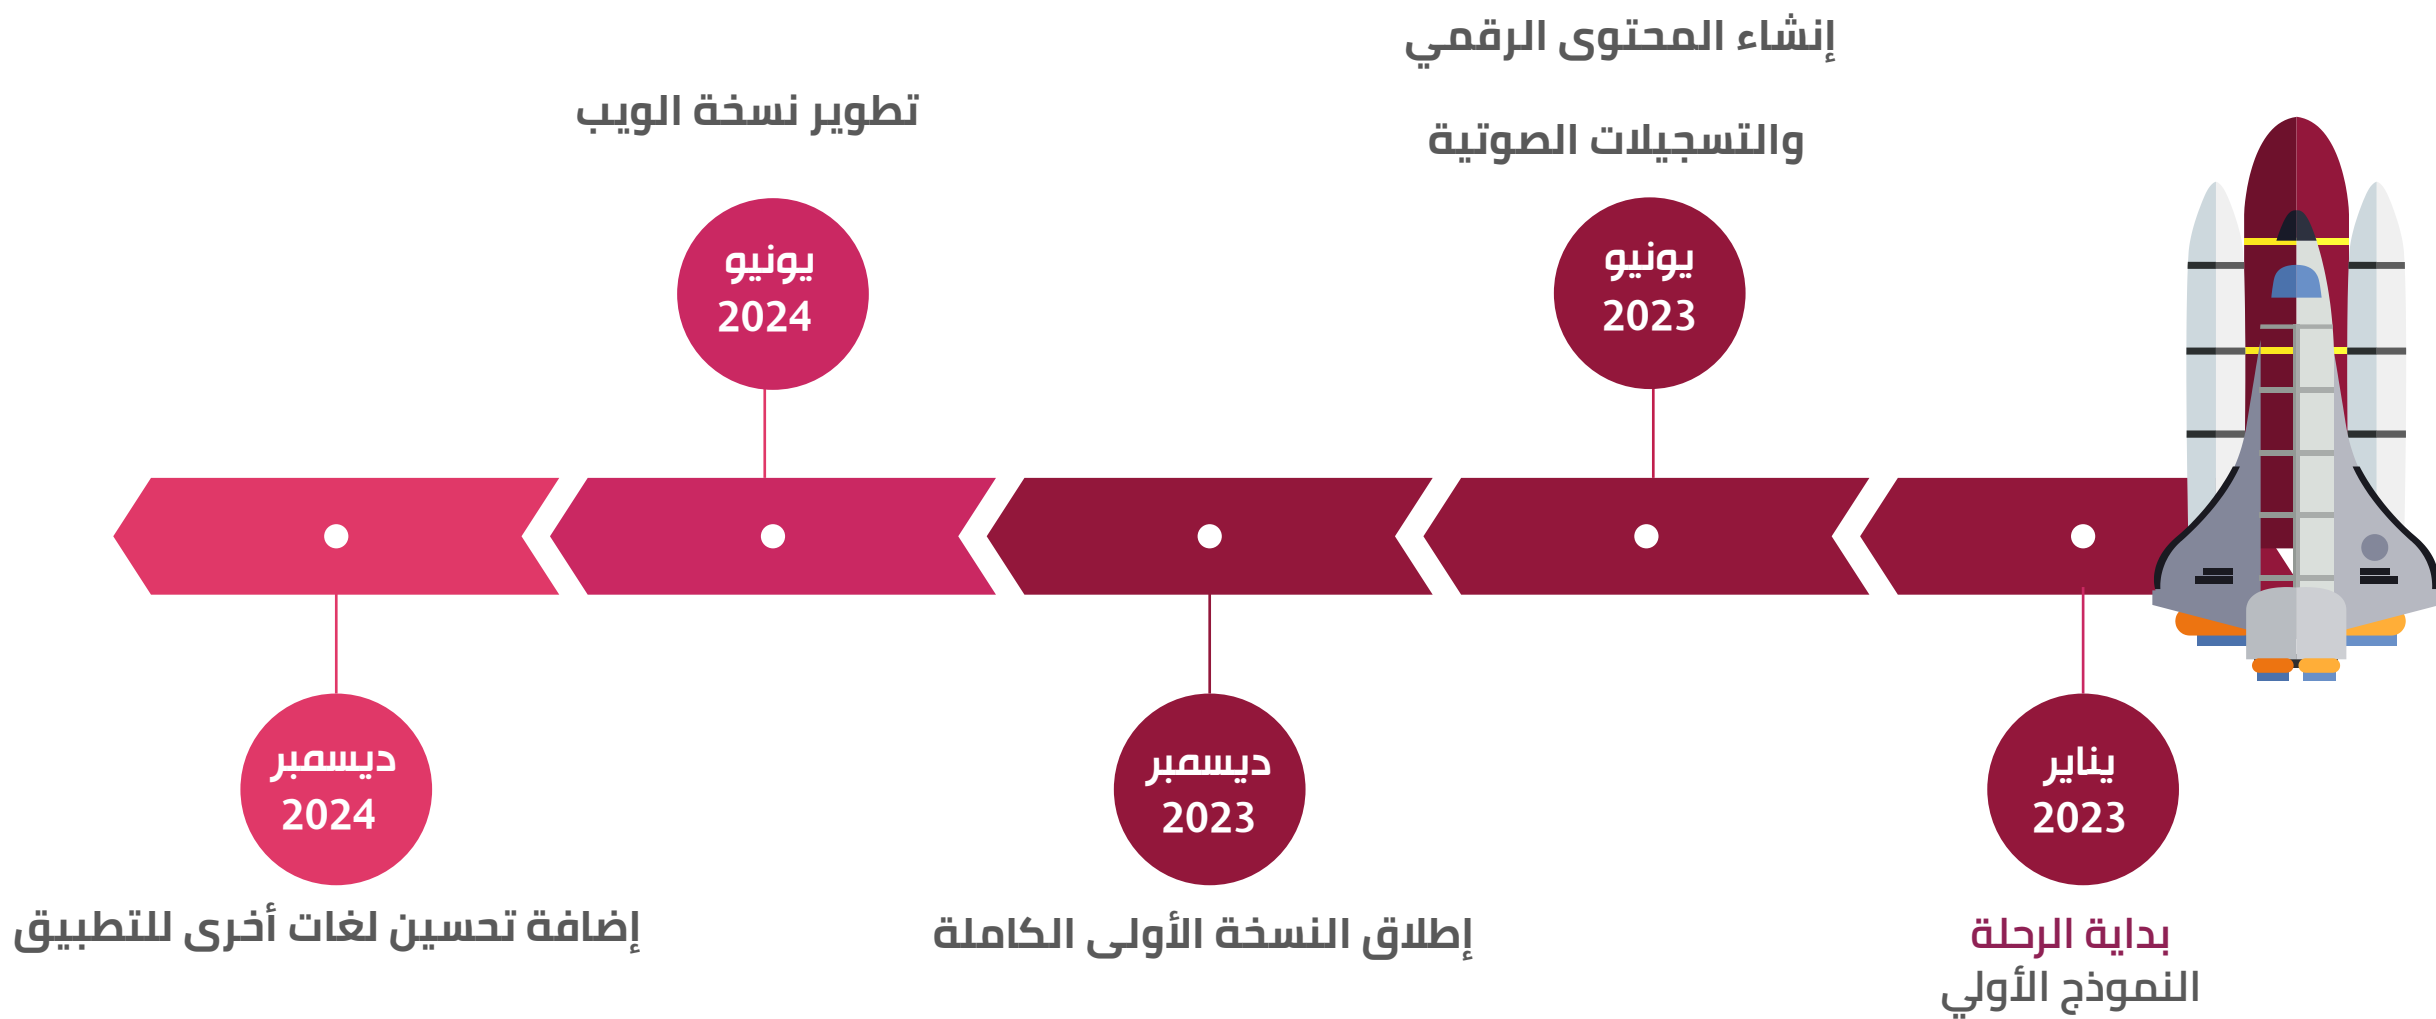 يناير
2023
بداية الرحلة
النموذج الأولي
إنشاء المحتوى الرقمي
والتسجيلات الصوتية
يونيو
2023
ديسمبر
2023
إطلاق النسخة الأولى الكاملة
تطوير نسخة الويب
يونيو
2024
ديسمبر
2024
إضافة تحسين لغات أخرى للتطبيق